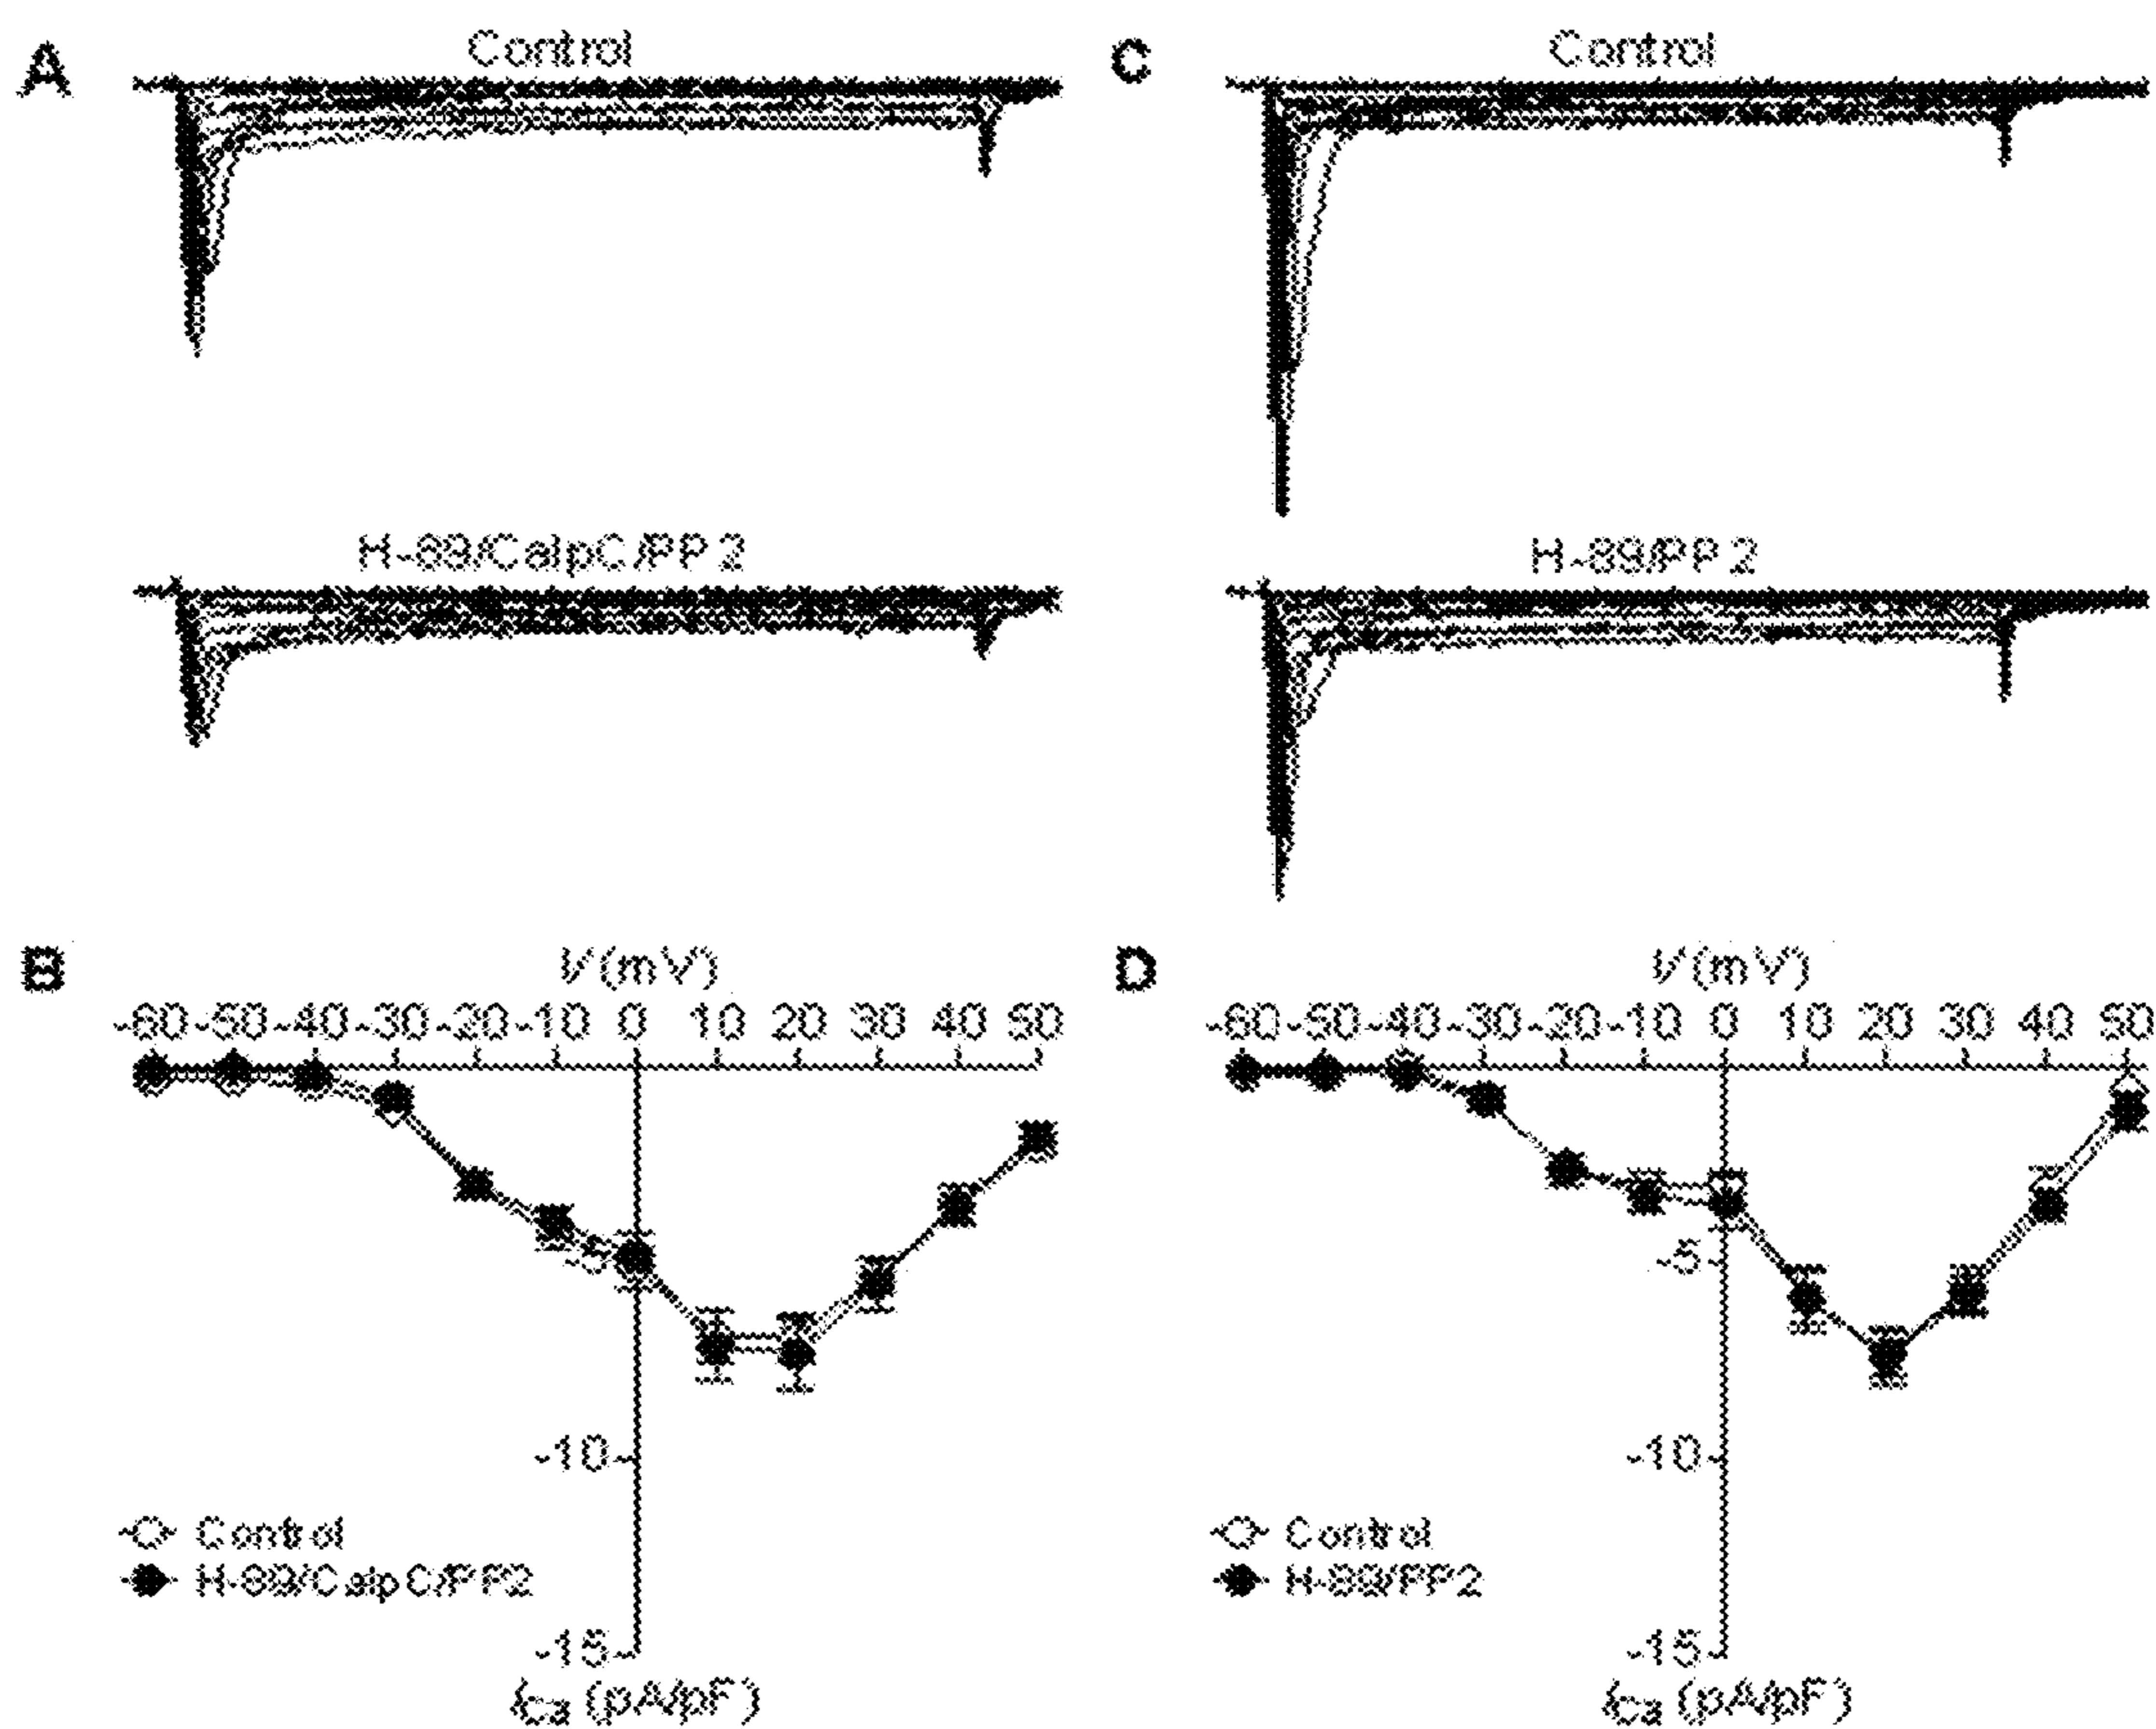 A
Control
H-89/CalpC/PP2
C
Control
H-89/PP2
B
V (mV)
-60 -50 -40 -30 -20 -10 0 10 20 30 40 50
-5
-10
-15
Control
H-89/CalpC/PP2
I_Ca (pA/pF)
D
V (mV)
-60 -50 -40 -30 -20 -10 0 10 20 30 40 50
-5
-10
-15
Control
H-89/PP2
I_Ca (pA/pF)